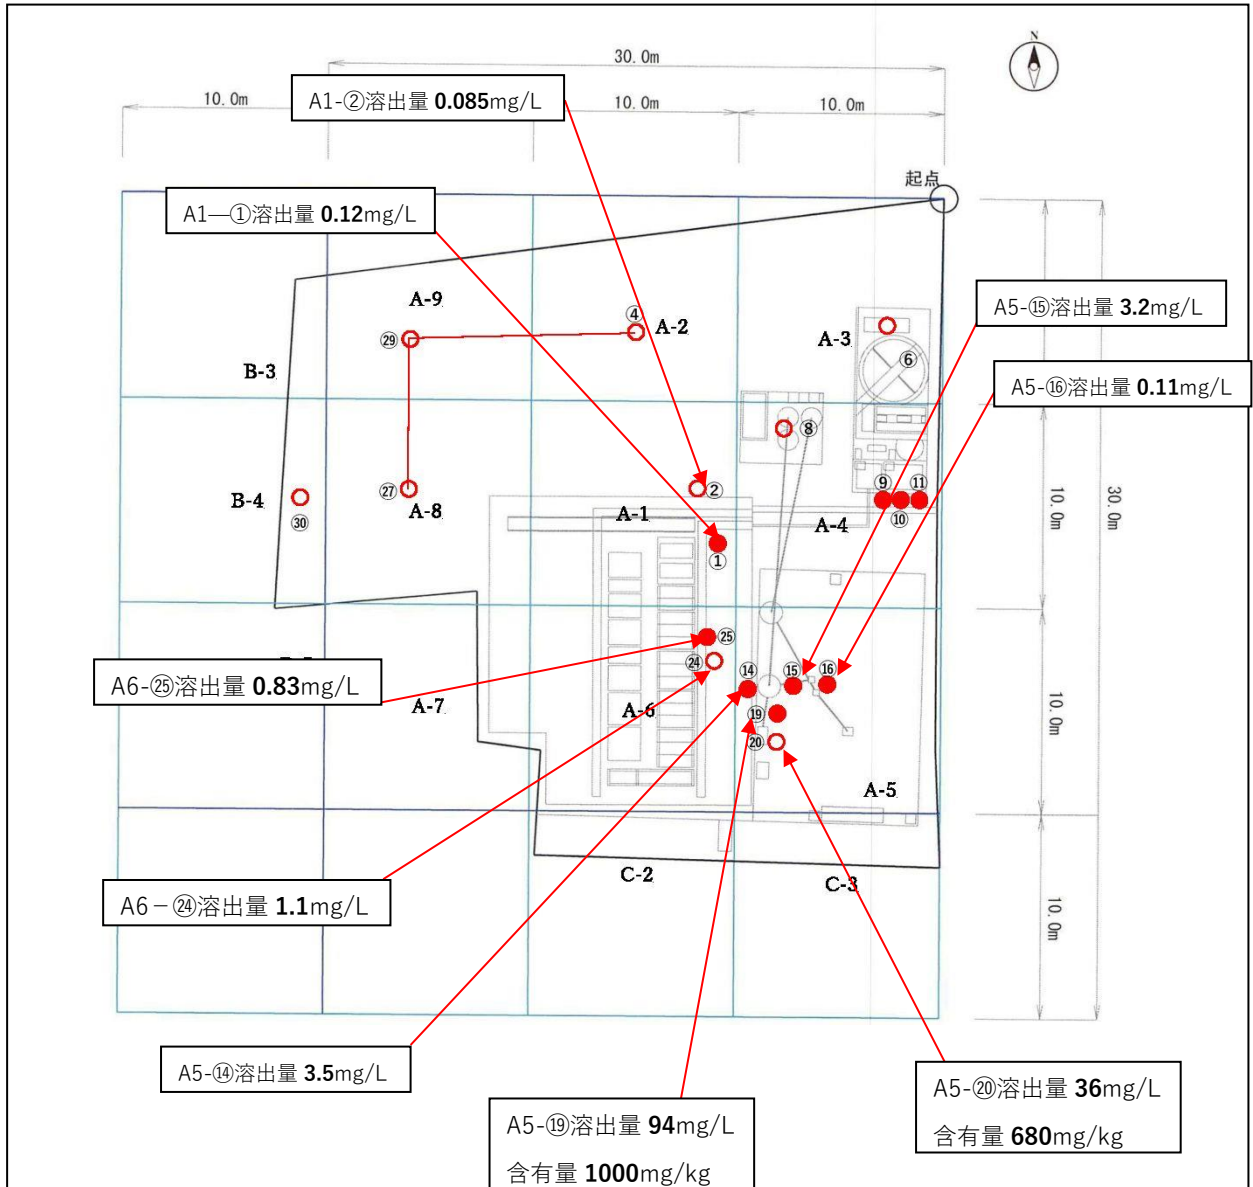 N
30.0m
10.0m
10.0m
10.0m
A1-②溶出量 0.085mg/L
起点
A1—①溶出量 0.12mg/L
A-9
④
A-2
A5-⑮溶出量 3.2mg/L
㉙
A-3
⑥
B-3
A5-⑯溶出量 0.11mg/L
⑧
㉗
A-8
②
⑨
⑪
B-4
㉚
A-1
A-4
⑩
10.0m
30.0m
①
㉕
㉔
⑭
⑮
⑯
A6-㉕溶出量 0.83mg/L
A-7
A-6
⑲
⑳
10.0m
A-5
C-2
C-3
A6－㉔溶出量 1.1mg/L
10.0m
A5-⑭溶出量 3.5mg/L
A5-⑲溶出量 94mg/L
含有量 1000mg/kg
A5-⑳溶出量 36mg/L
含有量 680mg/kg